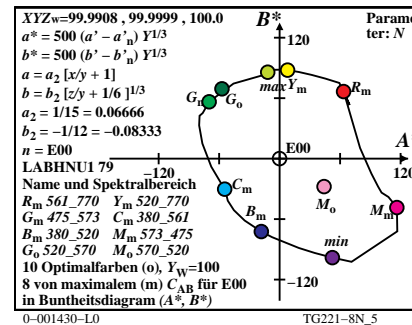 XYZw=99.9908 , 99.9999 , 100.0
a* = 500 (a' - a'n) Y1/3
b* = 500 (b' - b'n) Y1/3
a = a2 [x/y + 1]
b = b2 [z/y + 1/6 ]1/3
a2 = 1/15 = 0.06666
b2 = -1/12 = -0.08333
n = E00
LABHNU1 79
Name und Spektralbereich
Rm 561_770 Ym 520_770
Gm 475_573 Cm 380_561
Bm 380_520 Mm 573_475
Go 520_570 Mo 570_520
10 Optimalfarben (o), YW=100
8 von maximalem (m) CAB für E00
in Buntheitsdiagram (A*, B*)
B*
Parame
ter: N
120
max
Ym
Rm
Gm
Go
E00
A
-120
120
Cm
Mo
Mm
Bm
min
-120
0-001430-L0
TG221-8N_5